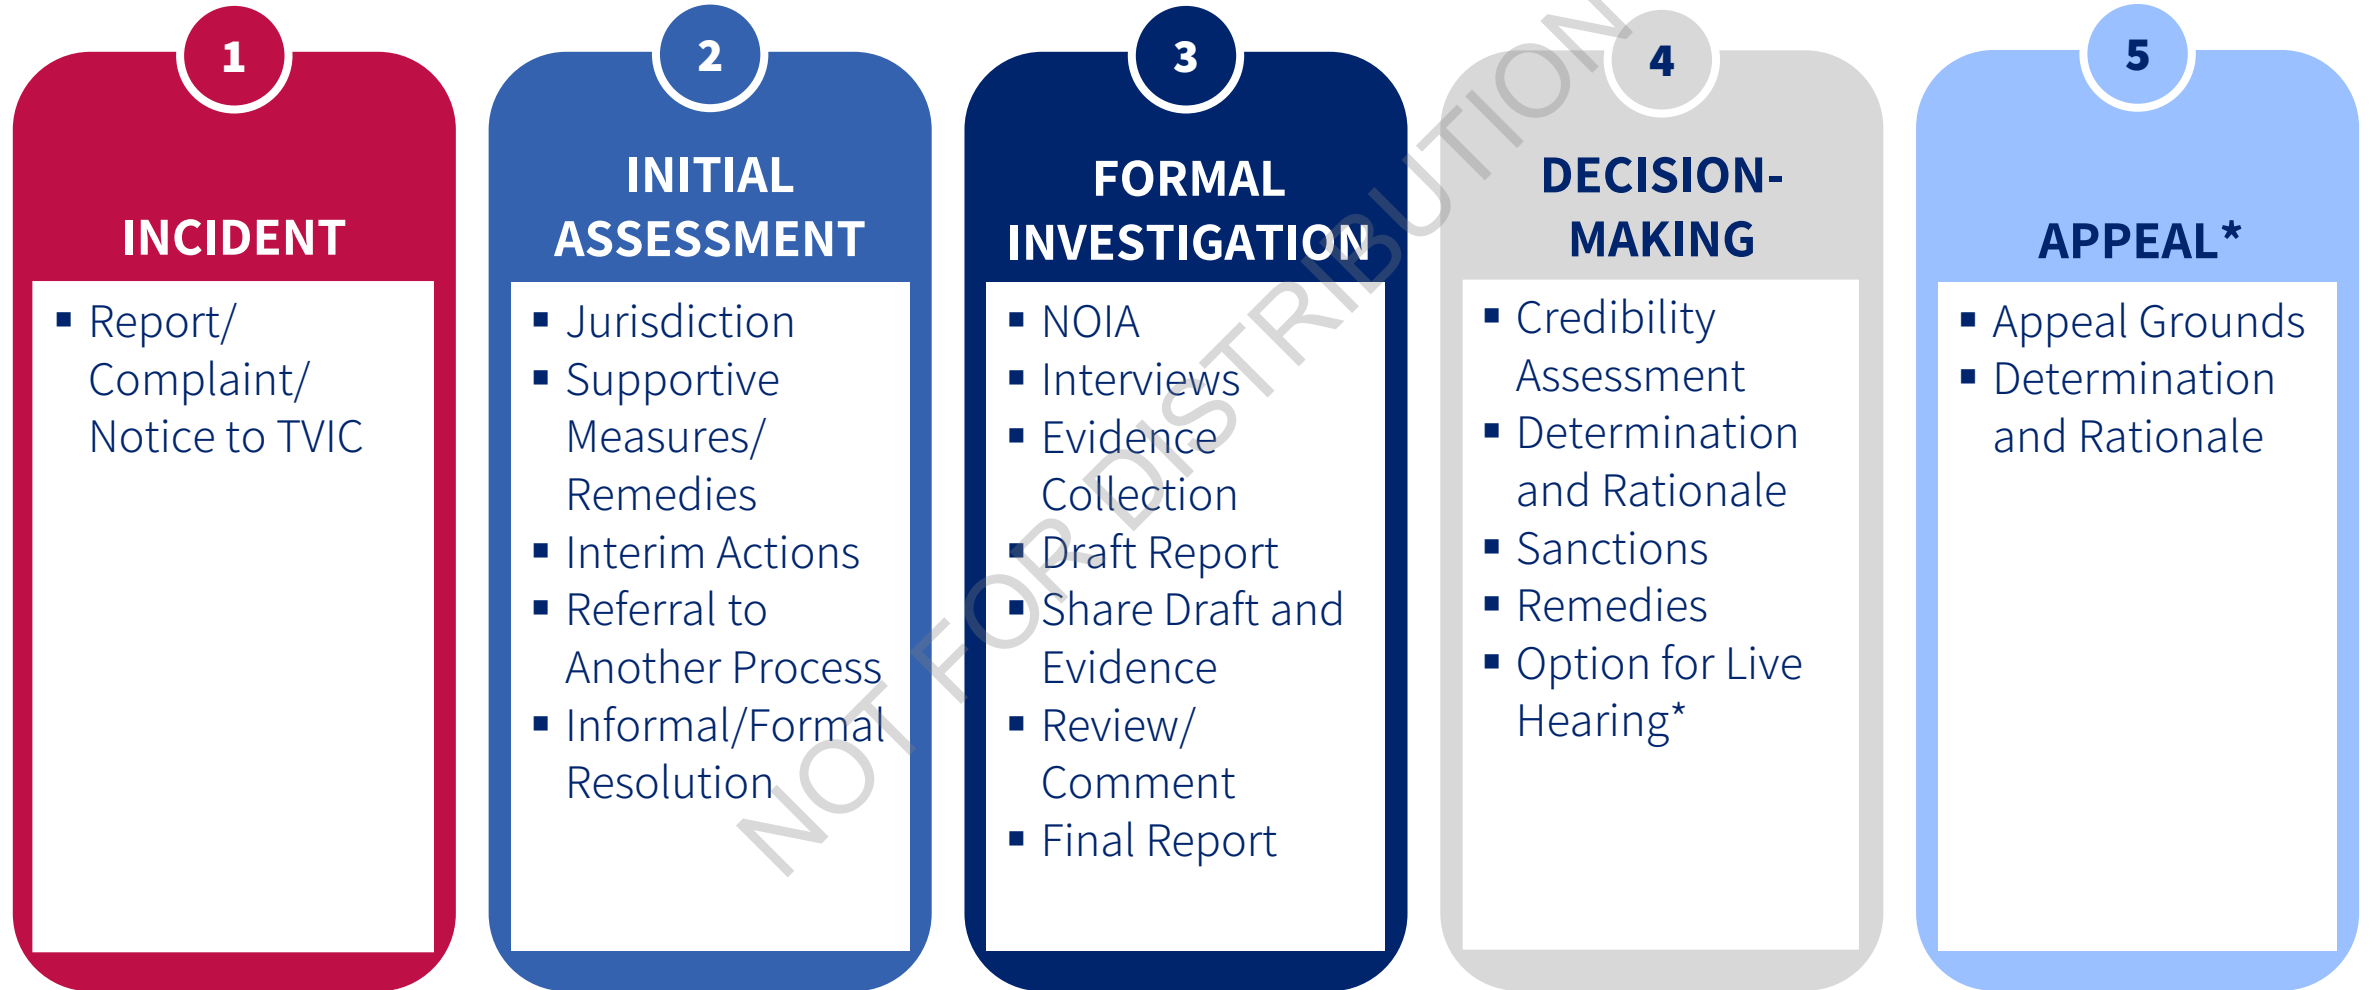 1
INCIDENT
▪ Report/
Complaint/
Notice to TVIC
2
INITIAL
ASSESSMENT
▪ Jurisdiction
▪ Supportive
Measures/
Remedies
▪ Interim Actions
▪ Referral to
Another Process
▪ Informal/Formal
Resolution
3
FORMAL
INVESTIGATION
▪ NOIA
▪ Interviews
▪ Evidence
Collection
▪ Draft Report
▪ Share Draft and
Evidence
▪ Review/
Comment
▪ Final Report
4
DECISION-
MAKING
▪ Credibility
Assessment
▪ Determination
and Rationale
▪ Sanctions
▪ Remedies
▪ Option for Live
Hearing*
5
APPEAL*
▪ Appeal Grounds
▪ Determination
and Rationale
NOT FOR DISTRIBUTION